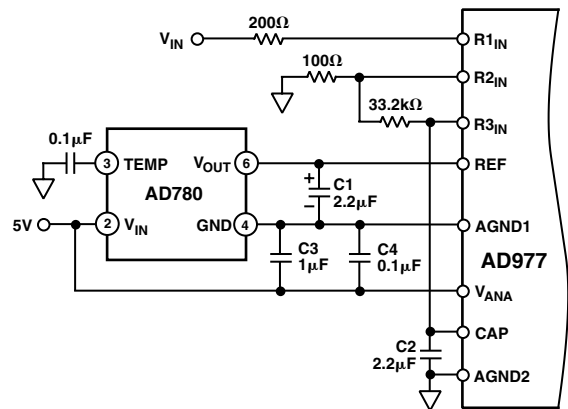 200Ω
V_IN
R1_IN
100Ω
R2_IN
33.2kΩ
R3_IN
0.1μF
3 TEMP
V_OUT 6
REF
AD780
+
C1
2.2μF
–
5V
2 V_IN
GND 4
AGND1
C3
1μF
C4
0.1μF
AD977
V_ANA
CAP
C2
2.2μF
AGND2